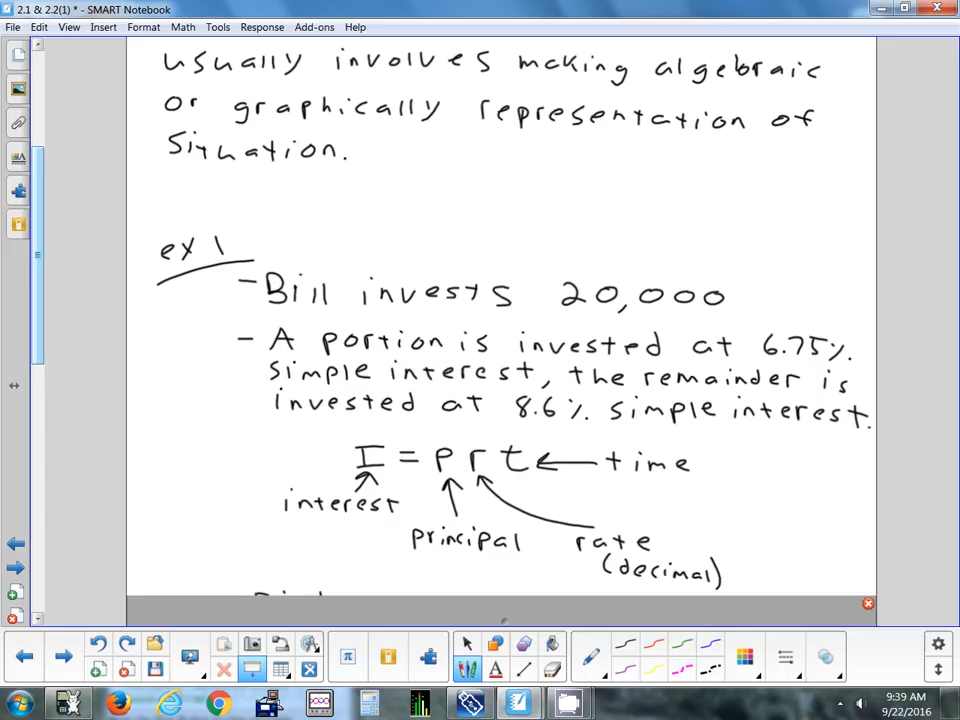 2.1 & 2.2(1) * - SMART Notebook
File Edit View Insert Format Math Tools Response Add-ons Help
usually involves making algebraic
or graphically representation of
Situation.
ex 1
- Bill invests 20,000
- A portion is invested at 6.75%
simple interest, the remainder is
invested at 8.6% simple interest.
I = p r t ← time
interest
principal
rate
(decimal)
9:39 AM
9/22/2016